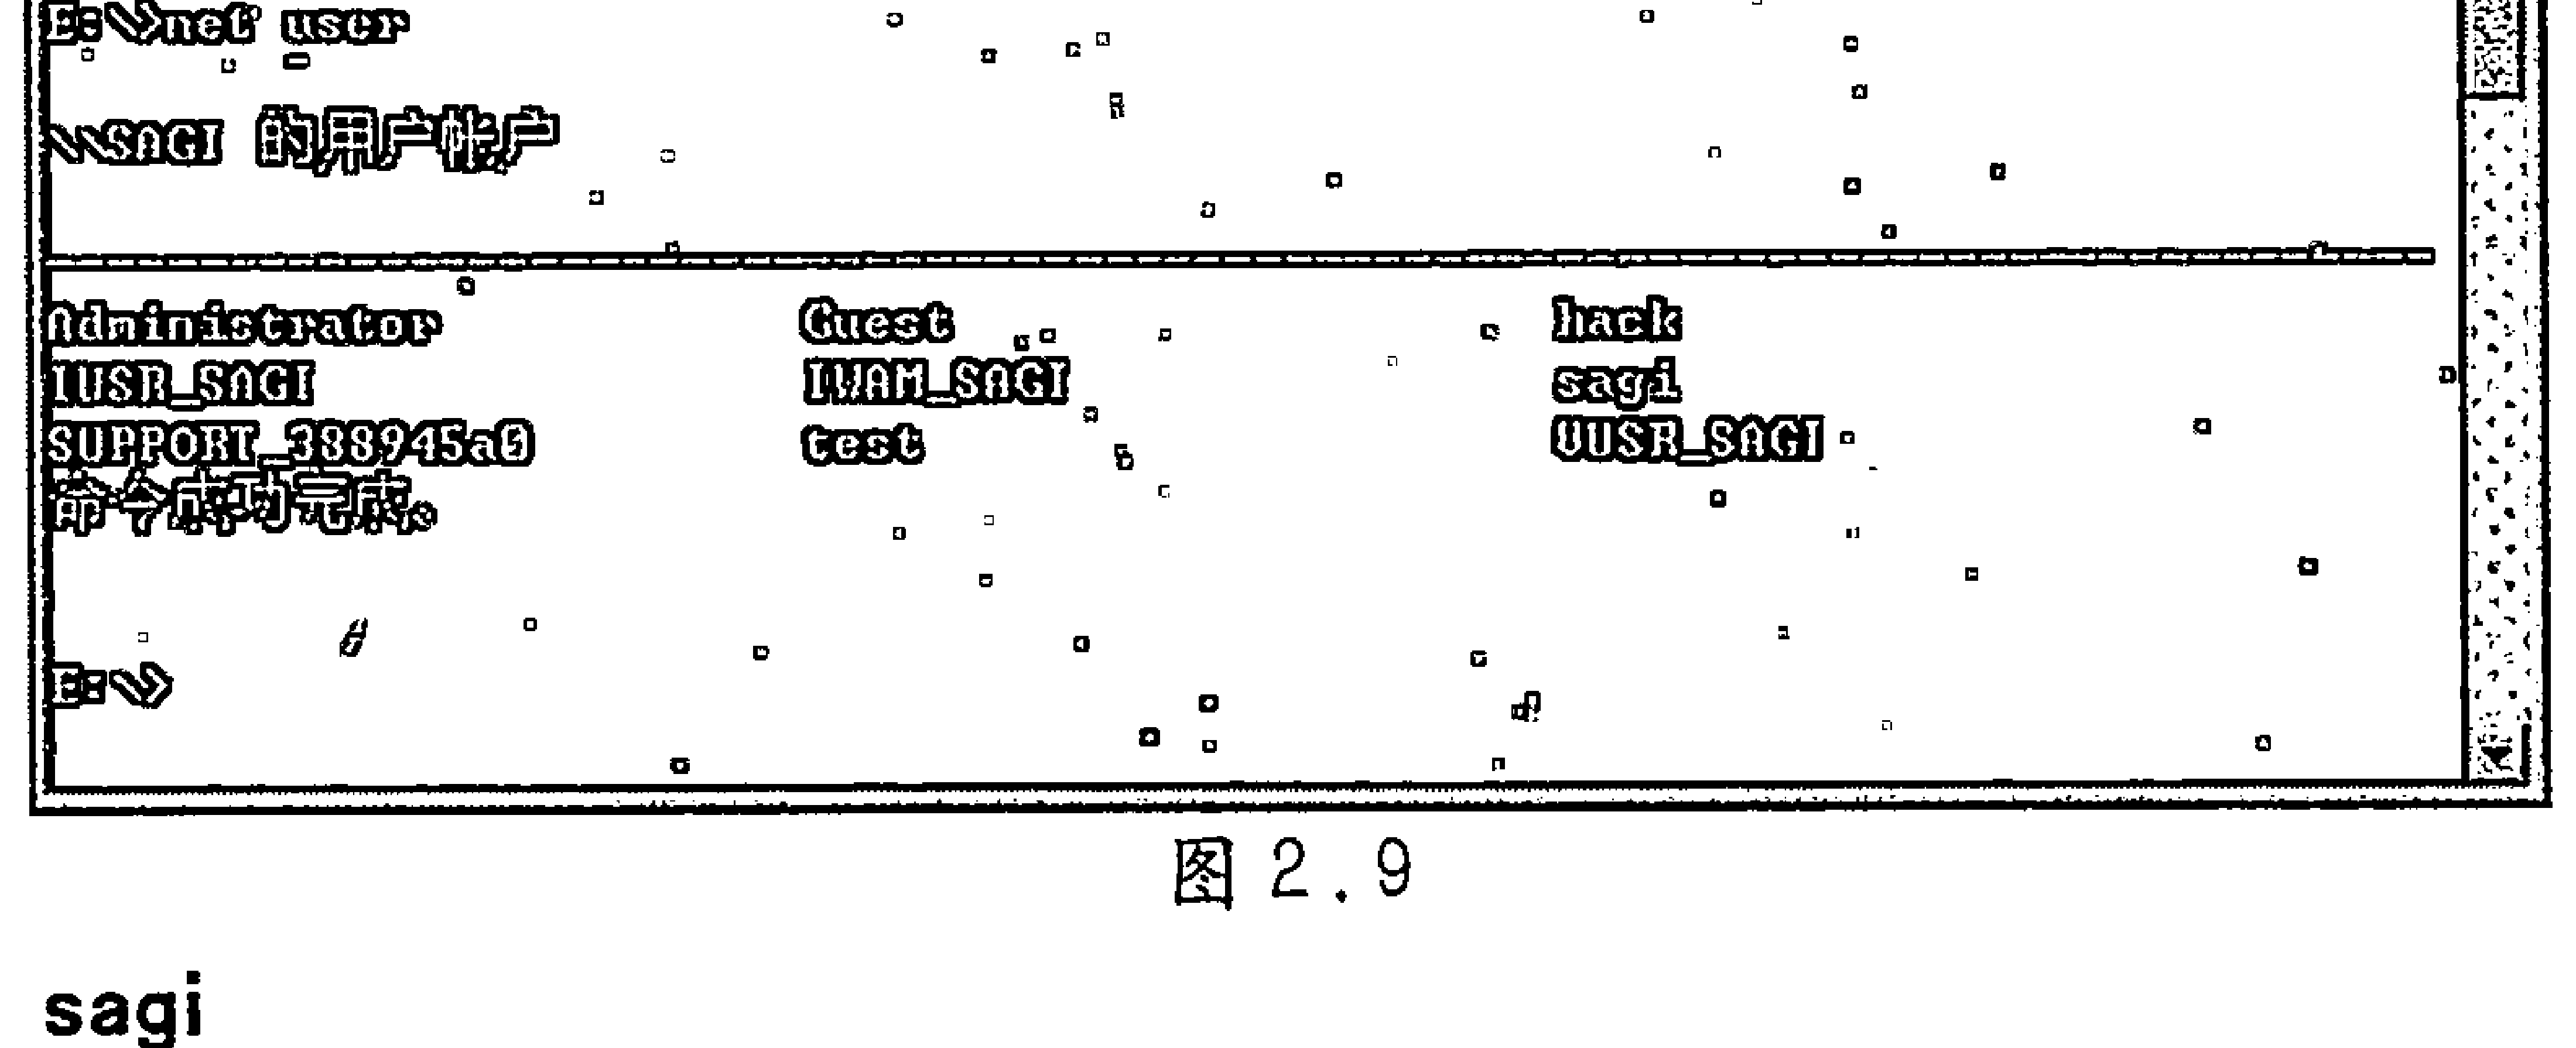 E:\>net user
\\SAGI 的用户帐户
Administrator Guest hack
IUSR_SAGI IWAM_SAGI sagi
SUPPORT_388945a0 test VUSR_SAGI
命令成功完成。
E:\>
图 2.9
sagi